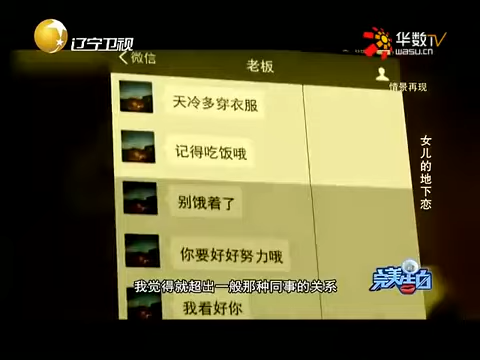 辽宁卫视
华数TV
wasu.cn
微信
老板
情景再现
天冷多穿衣服
记得吃饭哦
别饿着了
你要好好努力哦
我看好你
女儿的地下恋
我觉得就超出一般那种同事的关系
完美告白